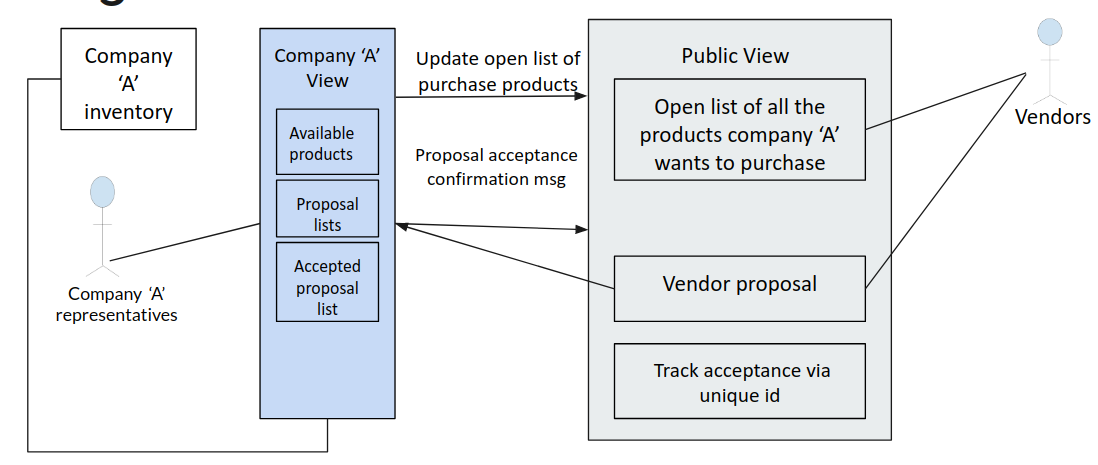 Company
‘A’
inventory
Company ‘A’
View
Available
products
Proposal
lists
Accepted
proposal
list
Company ‘A’
representatives
Update open list of
purchase products
Proposal acceptance
confirmation msg
Public View
Open list of all the
products company ‘A’
wants to purchase
Vendor proposal
Track acceptance via
unique id
Vendors